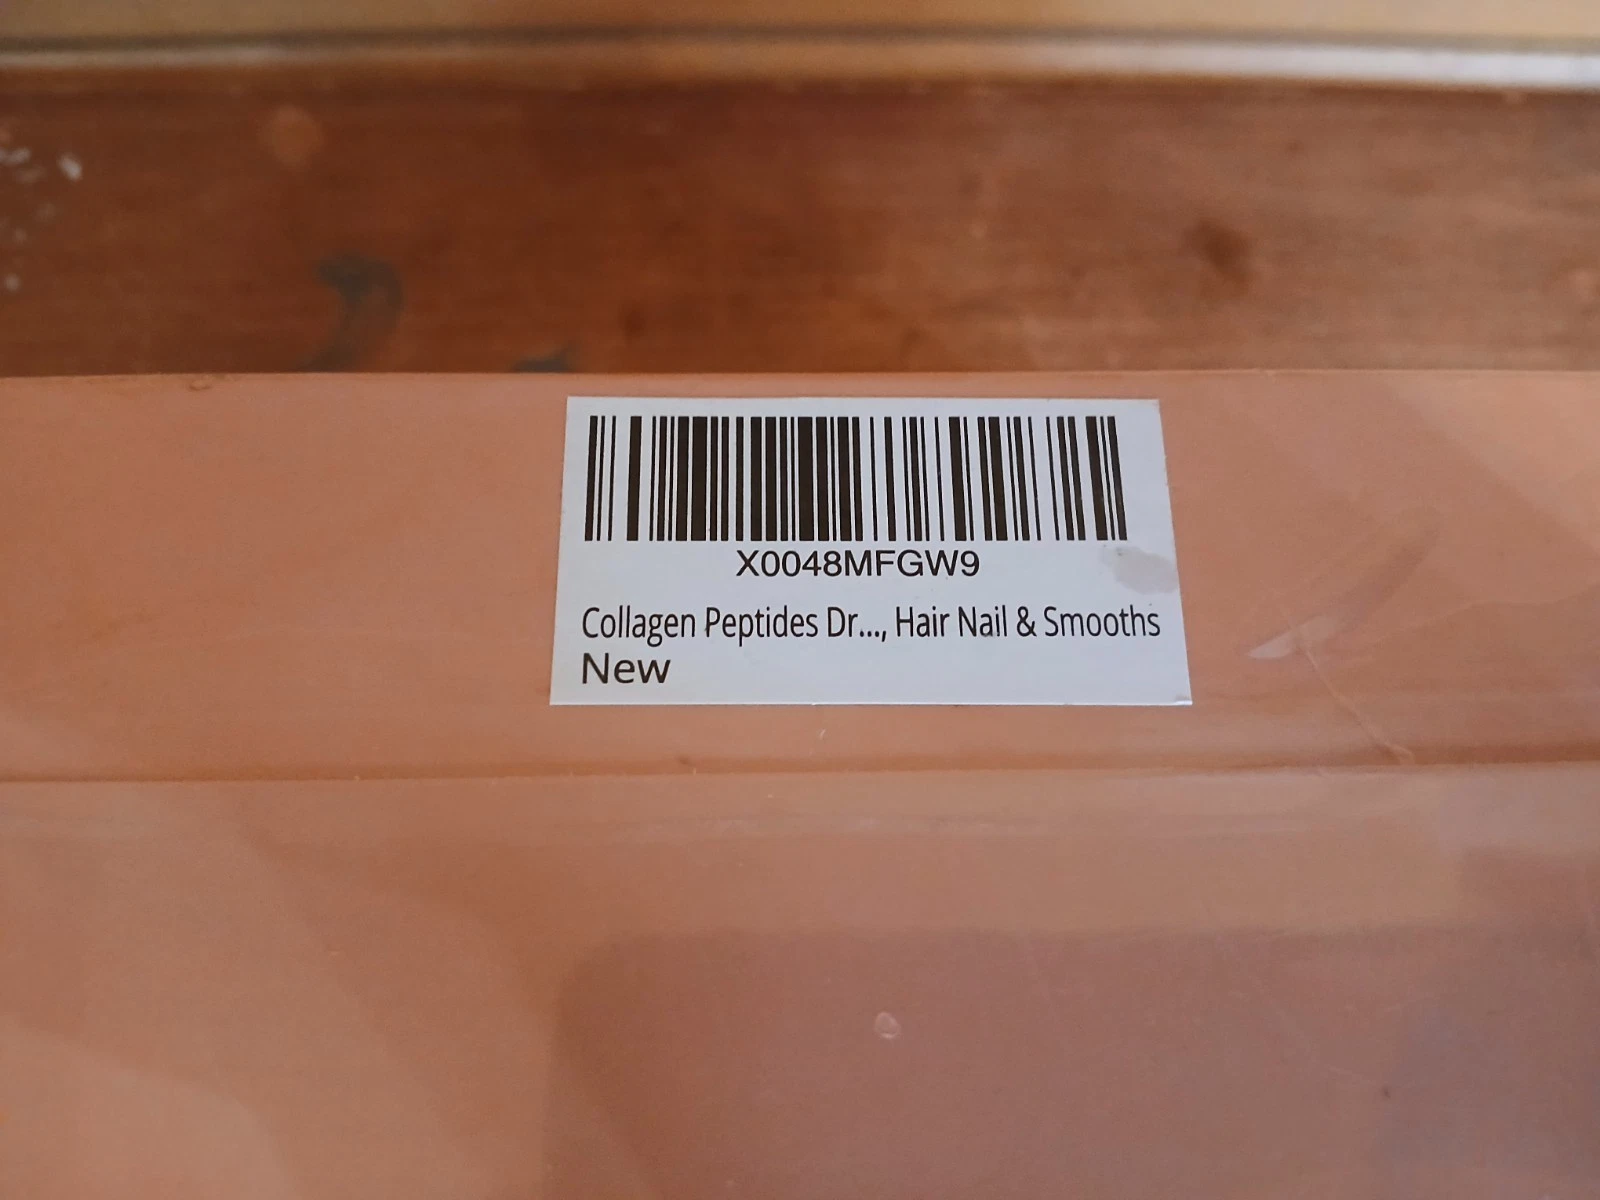 X0048MFGW9
Collagen Peptides Dr..., Hair Nail & Smooths
New